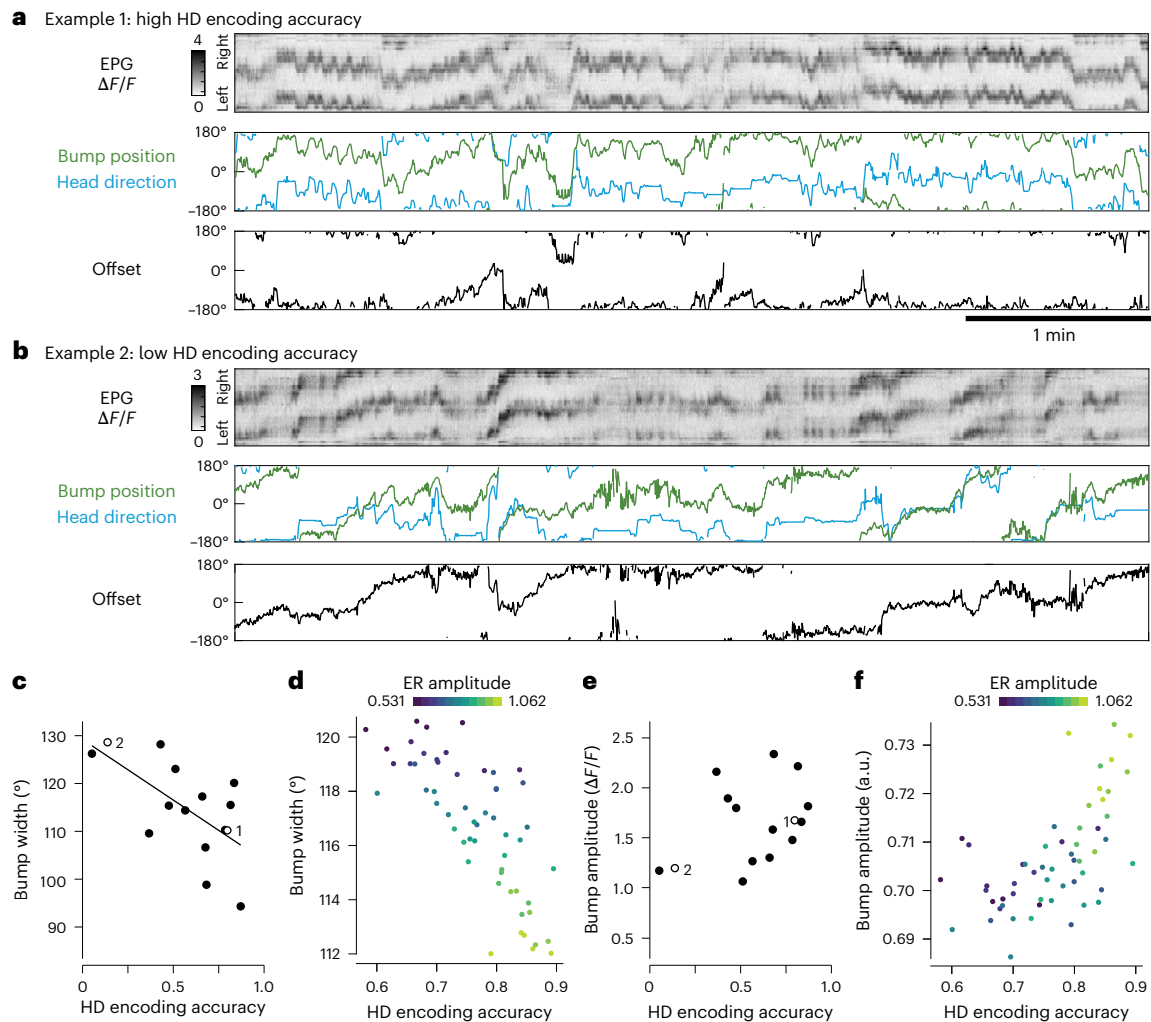 a Example 1: high HD encoding accuracy
EPG
ΔF/F
4
0
Left Right
Bump position
Head direction
180°
0°
–180°
Offset
180°
0°
–180°
1 min
b Example 2: low HD encoding accuracy
EPG
ΔF/F
3
0
Left Right
Bump position
Head direction
180°
0°
–180°
Offset
180°
0°
–180°
c
Bump width (°)
130
120
110
100
90
2
1
0 0.5 1.0
HD encoding accuracy
d
ER amplitude
0.531 1.062
Bump width (°)
120
118
116
114
112
0.6 0.7 0.8 0.9
HD encoding accuracy
e
Bump amplitude (ΔF/F)
2.5
2.0
1.5
1.0
0.5
1
2
0 0.5 1.0
HD encoding accuracy
f
ER amplitude
0.531 1.062
Bump amplitude (a.u.)
0.73
0.72
0.71
0.70
0.69
0.6 0.7 0.8 0.9
HD encoding accuracy